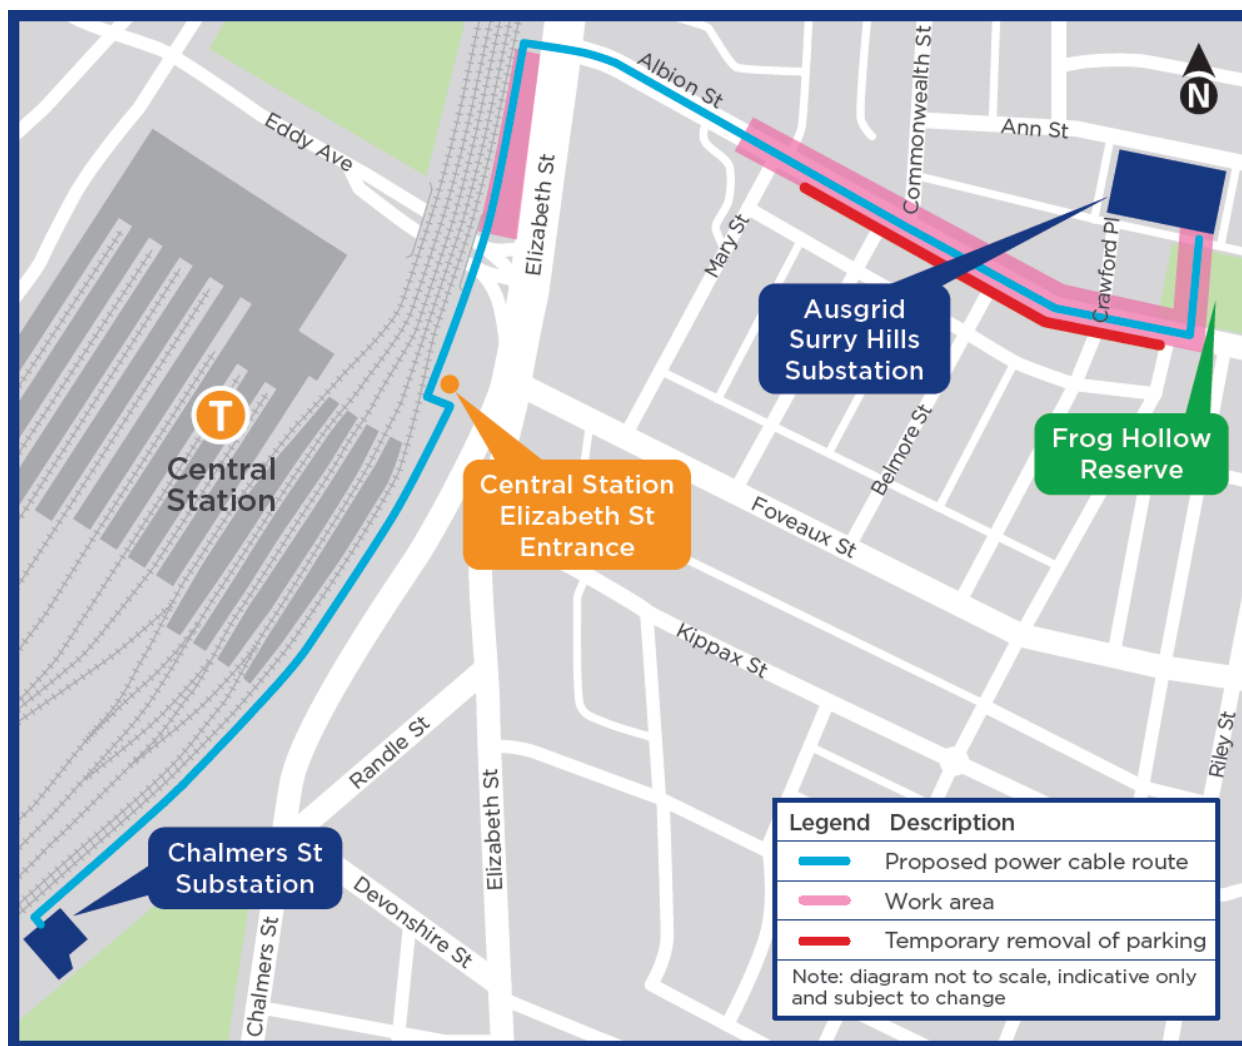 Albion St
Commonwealth St
Ann St
N
Eddy Ave
Elizabeth St
Mary St
Crawford Pl
Ausgrid
Surry Hills
Substation
T
Central
Station
Central Station
Elizabeth St
Entrance
Belmore St
Frog Hollow
Reserve
Foveaux St
Kippax St
Randle St
Elizabeth St
Riley St
Chalmers St
Substation
Devonshire St
Chalmers St
Legend Description
Proposed power cable route
Work area
Temporary removal of parking
Note: diagram not to scale, indicative only
and subject to change